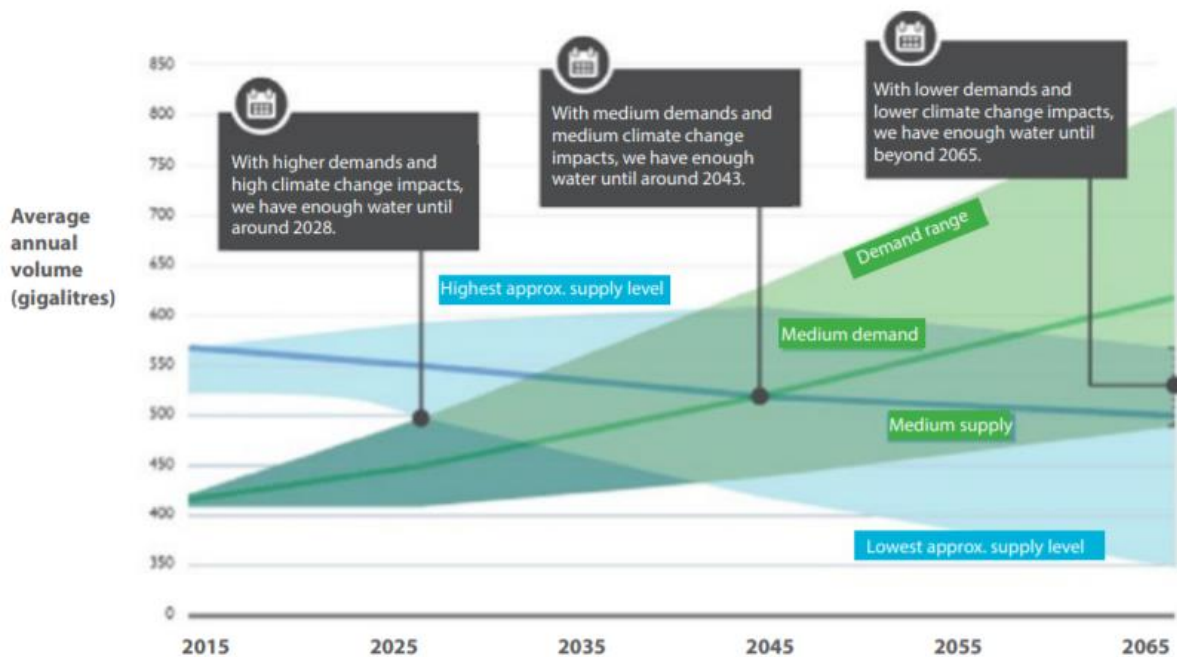 850
800
750
700
650
600
550
500
450
400
350
0
Average
annual
volume
(gigalitres)
With higher demands and
high climate change impacts,
we have enough water until
around 2028.
With medium demands and
medium climate change
impacts, we have enough
water until around 2043.
With lower demands and
lower climate change impacts,
we have enough water until
beyond 2065.
Demand range
Highest approx. supply level
Medium demand
Medium supply
Lowest approx. supply level
2015 2025 2035 2045 2055 2065